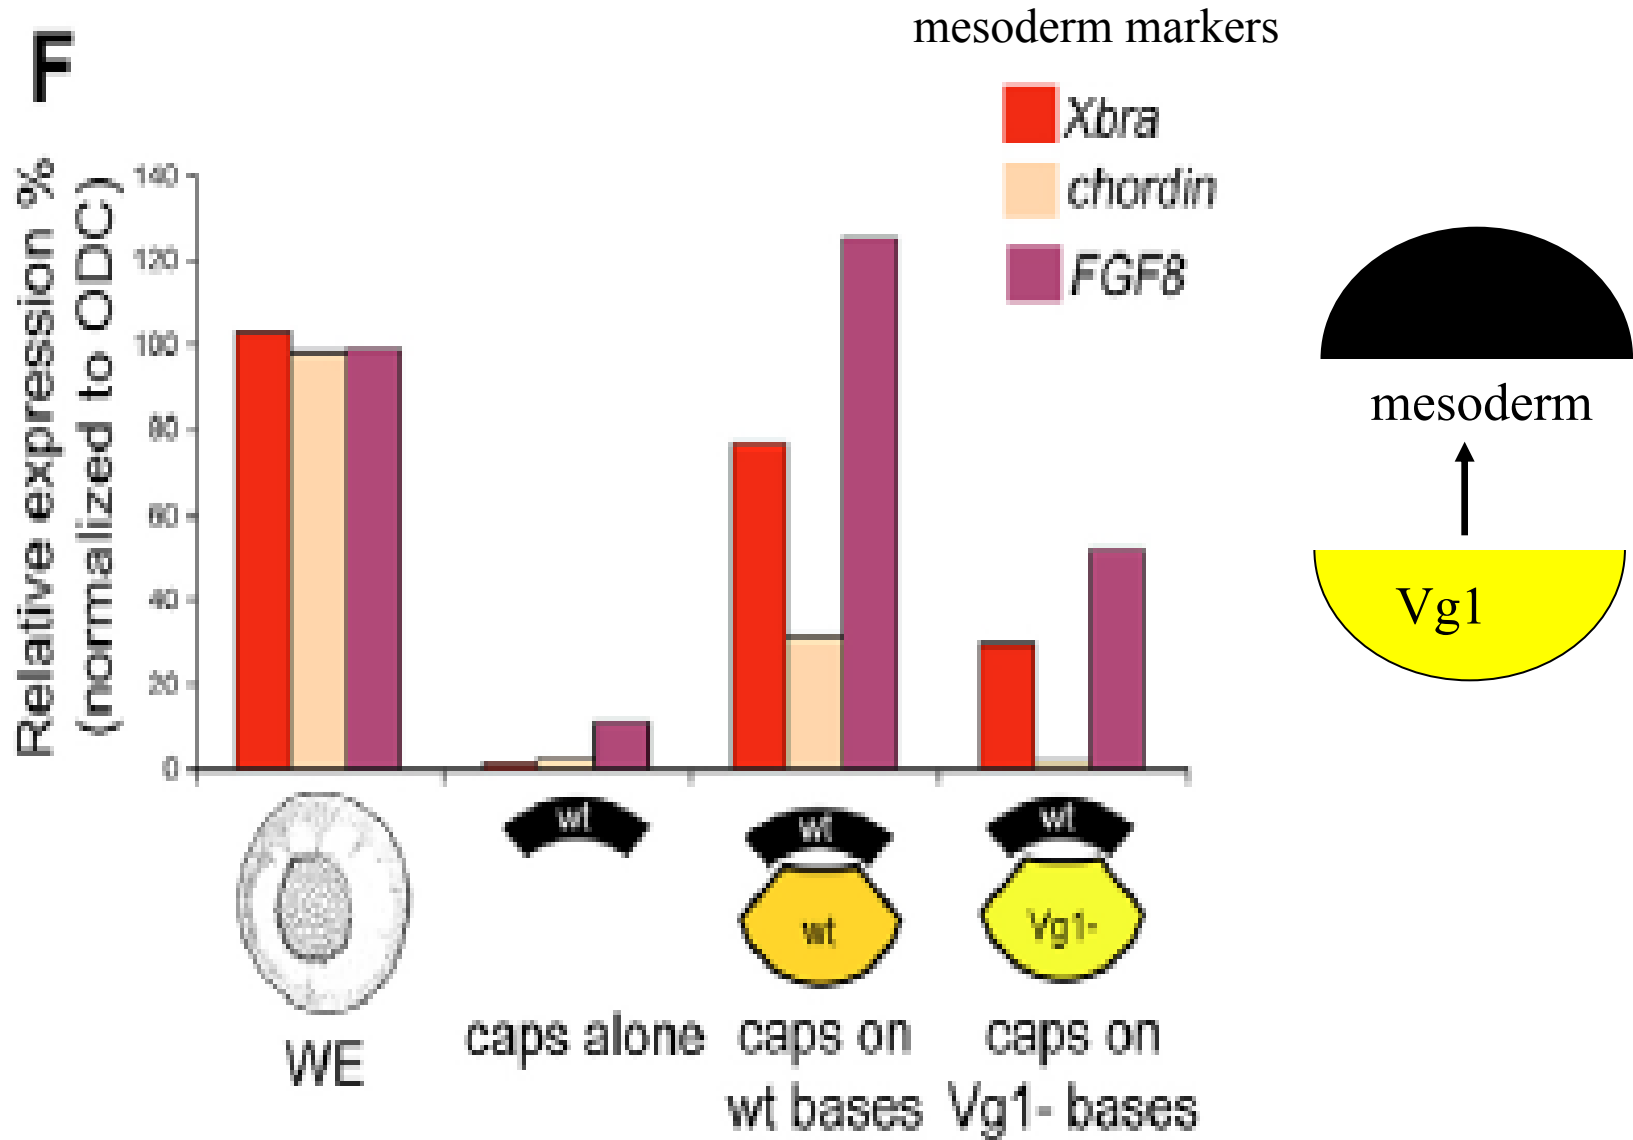 F
mesoderm markers
Xbra
chordin
FGF8
Relative expression %
(normalized to ODC)
140
120
100
80
60
40
20
0
mesoderm
Vg1
wt
wt
wt
wt
Vg1-
WE
caps alone
caps on
wt bases
caps on
Vg1- bases